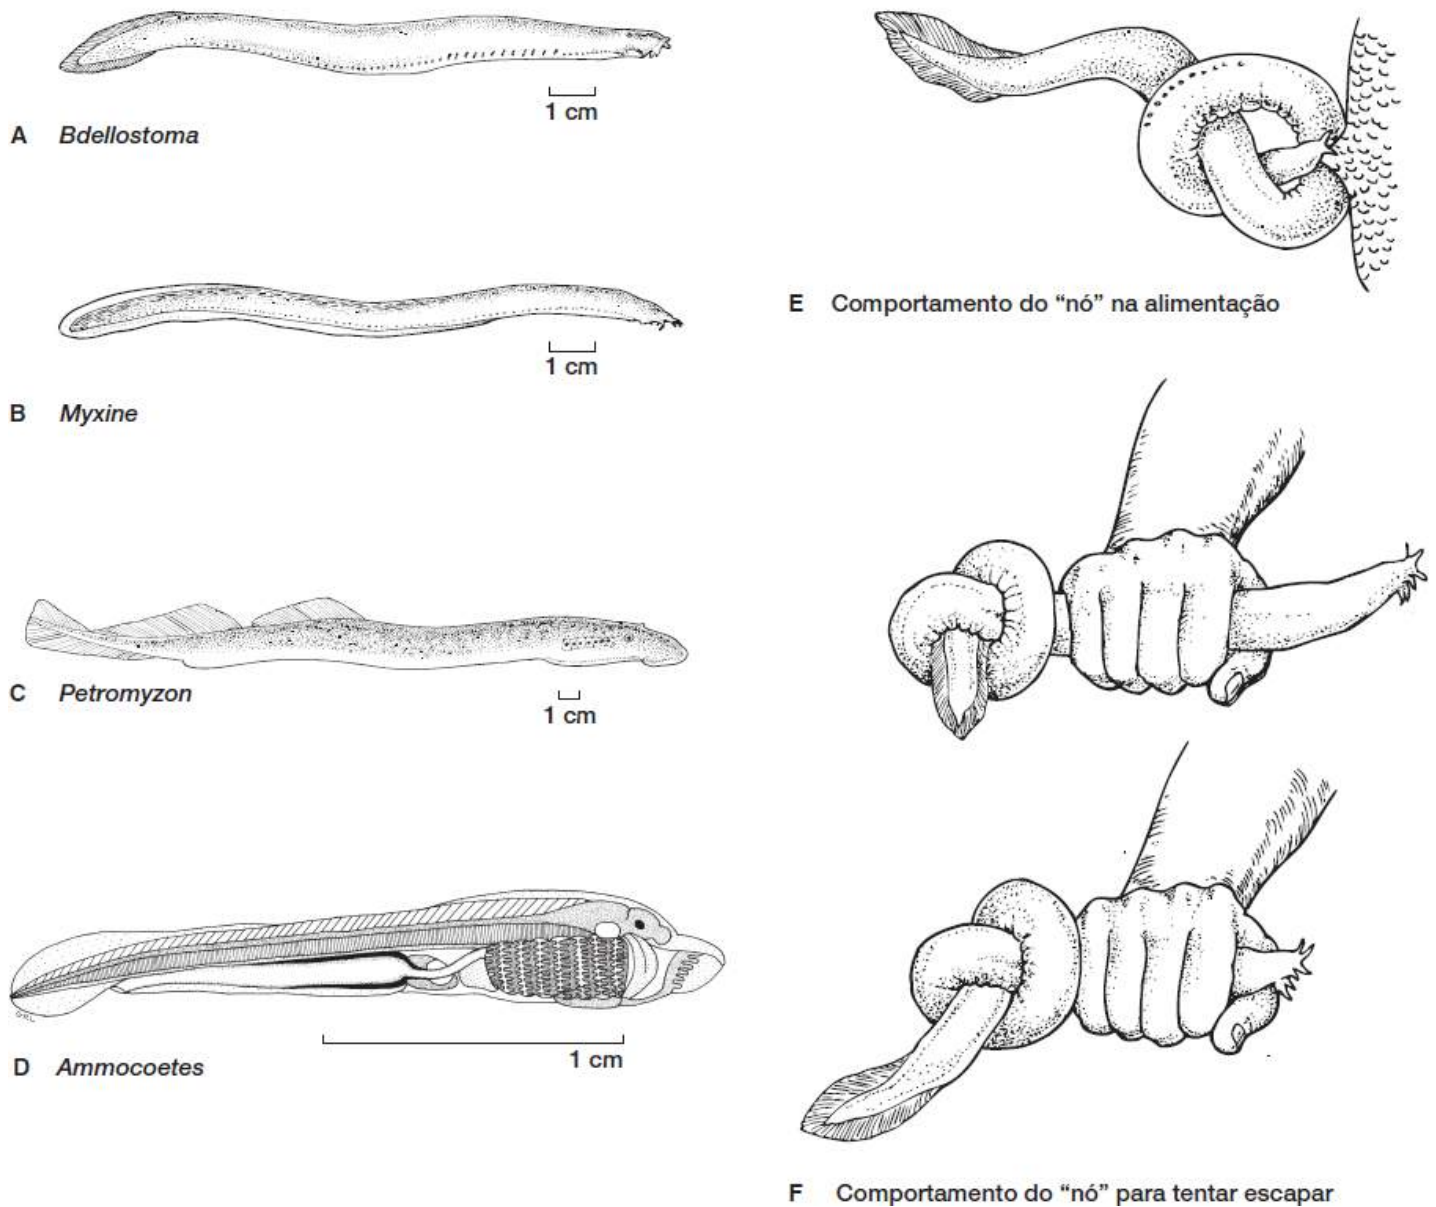 1 cm
A Bdellostoma
1 cm
B Myxine
C Petromyzon
1 cm
1 cm
D Ammocoetes
E Comportamento do “nó” na alimentação
F Comportamento do “nó” para tentar escapar